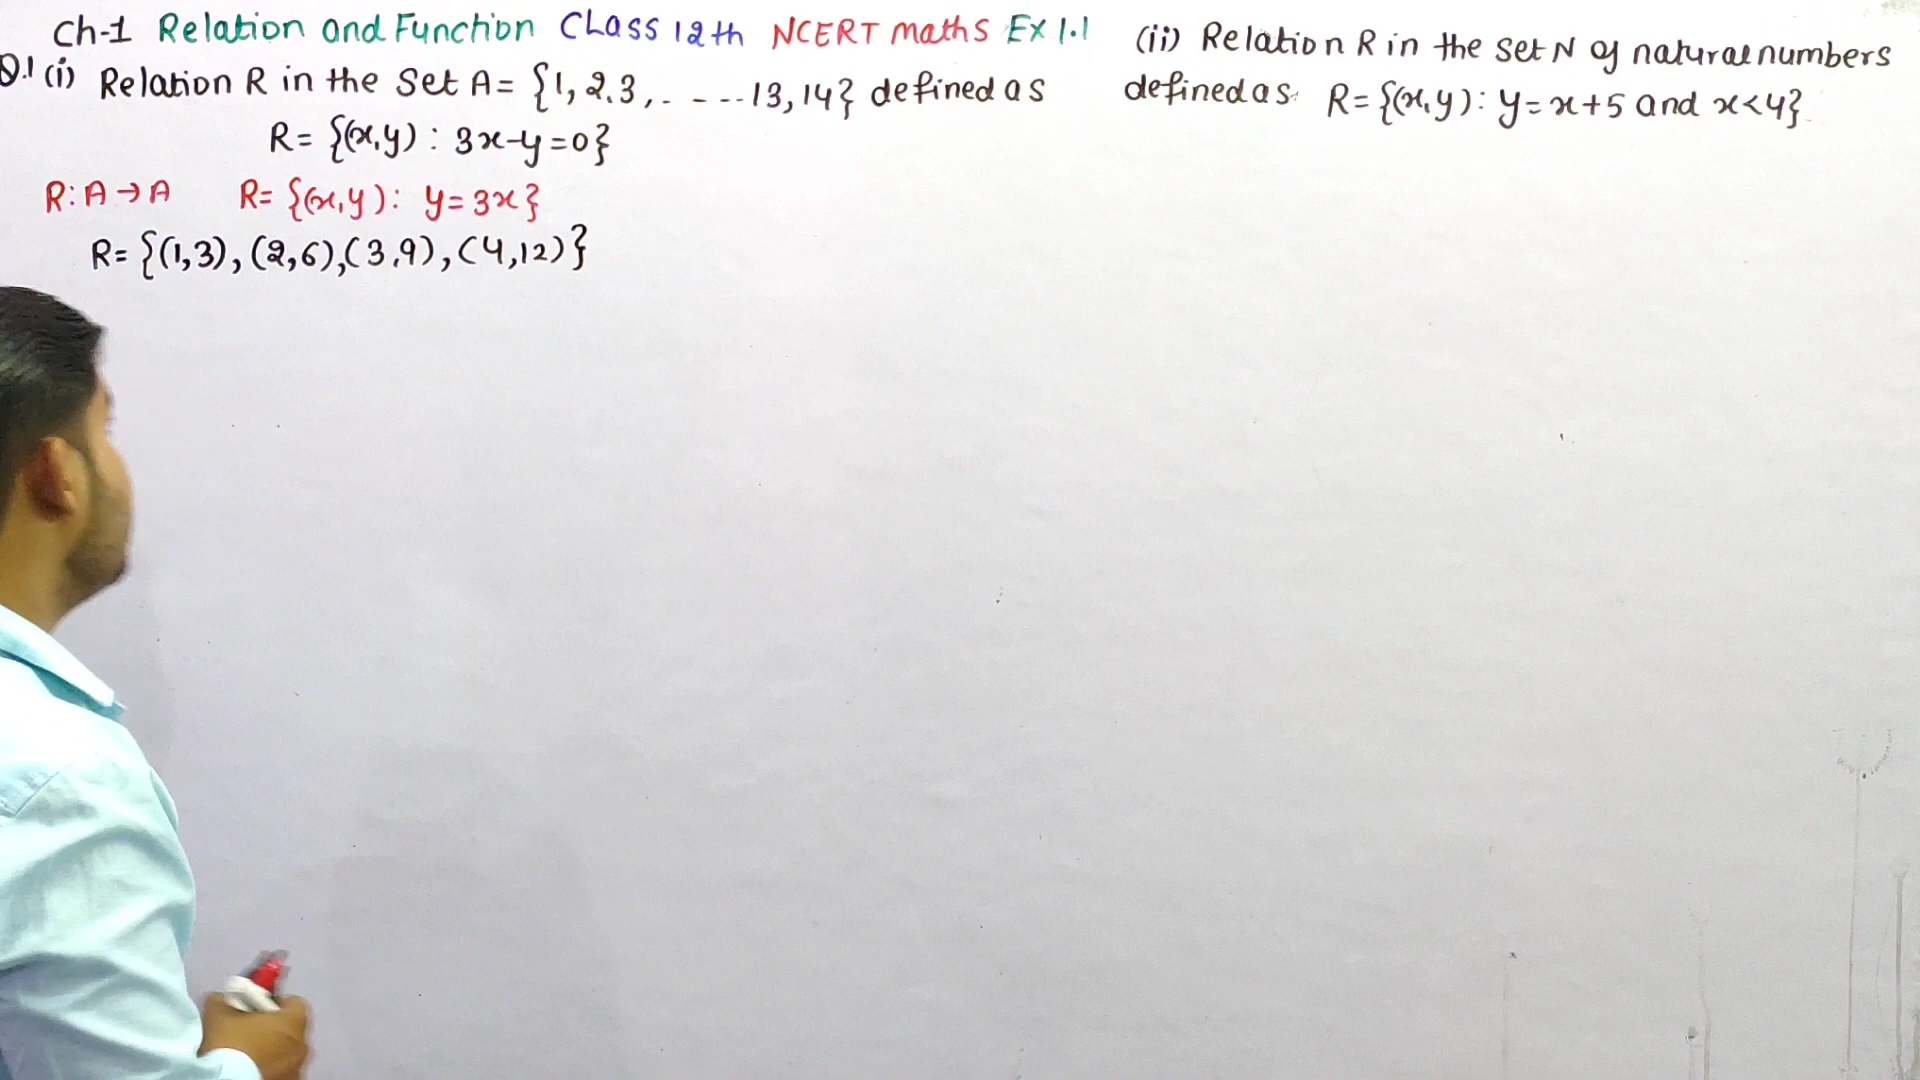 Ch-1 Relation and Function Class 12th NCERT maths Ex 1.1
Q.1 (i) Relation R in the Set A= {1, 2, 3, . - - -- 13, 14} defined as
R= {(x,y) : 3x-y=0}
R: A → A R= {(x,y): y= 3x}
R= {(1,3), (2,6), (3,9), (4,12)}
(ii) Relation R in the set N of natural numbers
defined as R= {(x,y): y=x+5 and x<4}